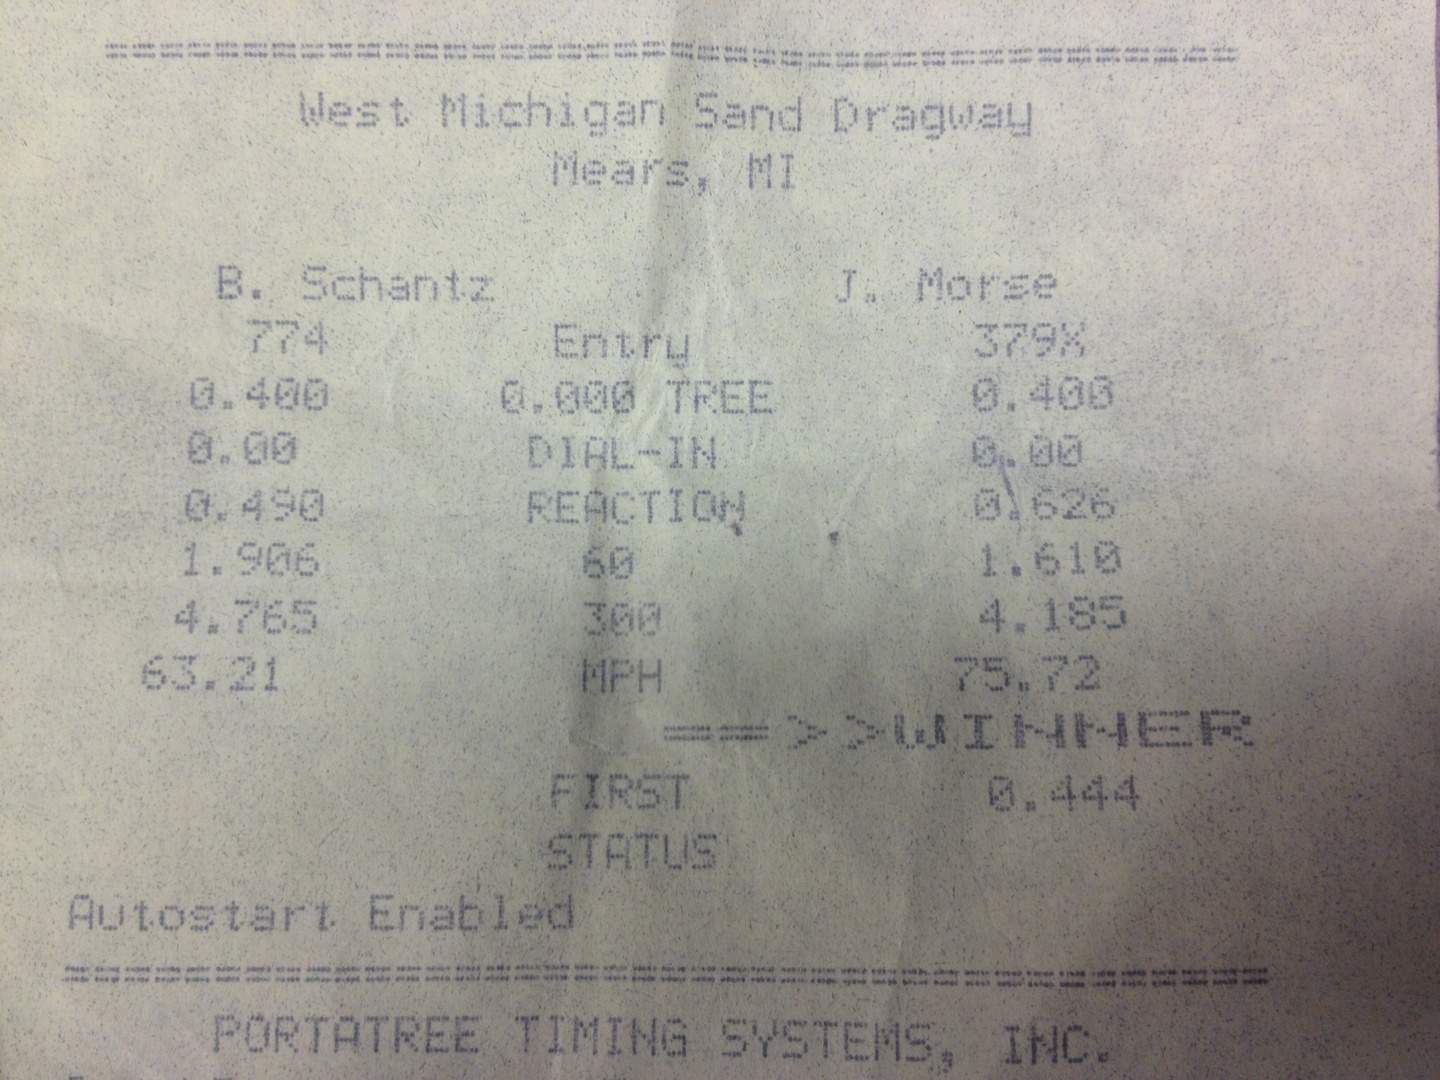 ==========================================
West Michigan Sand Dragway
Mears, MI
B. Schantz J. Morse
774 Entry 379X
0.400 0.000 TREE 0.400
0.00 DIAL-IN 0.00
0.490 REACTION 0.626
1.906 60 1.610
4.765 300 4.185
63.21 MPH 75.72
==>>WINNER
FIRST 0.444
STATUS
Autostart Enabled
==========================================
PORTATREE TIMING SYSTEMS, INC.